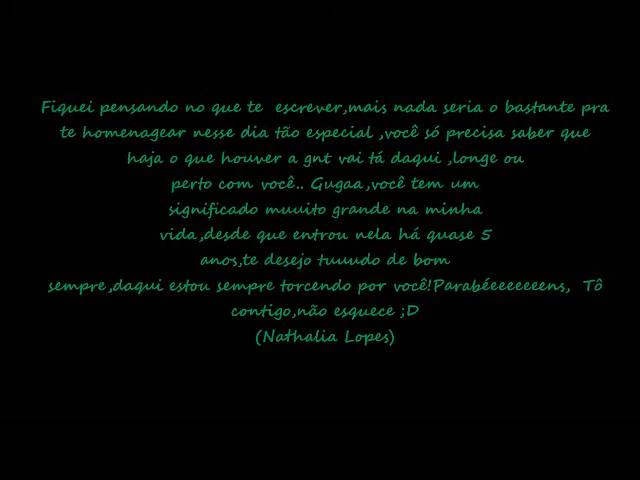 Fiquei pensando no que te escrever,mais nada seria o bastante pra
te homenagear nesse dia tão especial ,você só precisa saber que
haja o que houver a gnt vai tá daqui ,longe ou
perto com você.. Gugaa,você tem um
significado muuito grande na minha
vida,desde que entrou nela há quase 5
anos,te desejo tuuudo de bom
sempre,daqui estou sempre torcendo por você!Parabéeeeeeeens, Tô
contigo,não esquece ;D
(Nathalia Lopes)